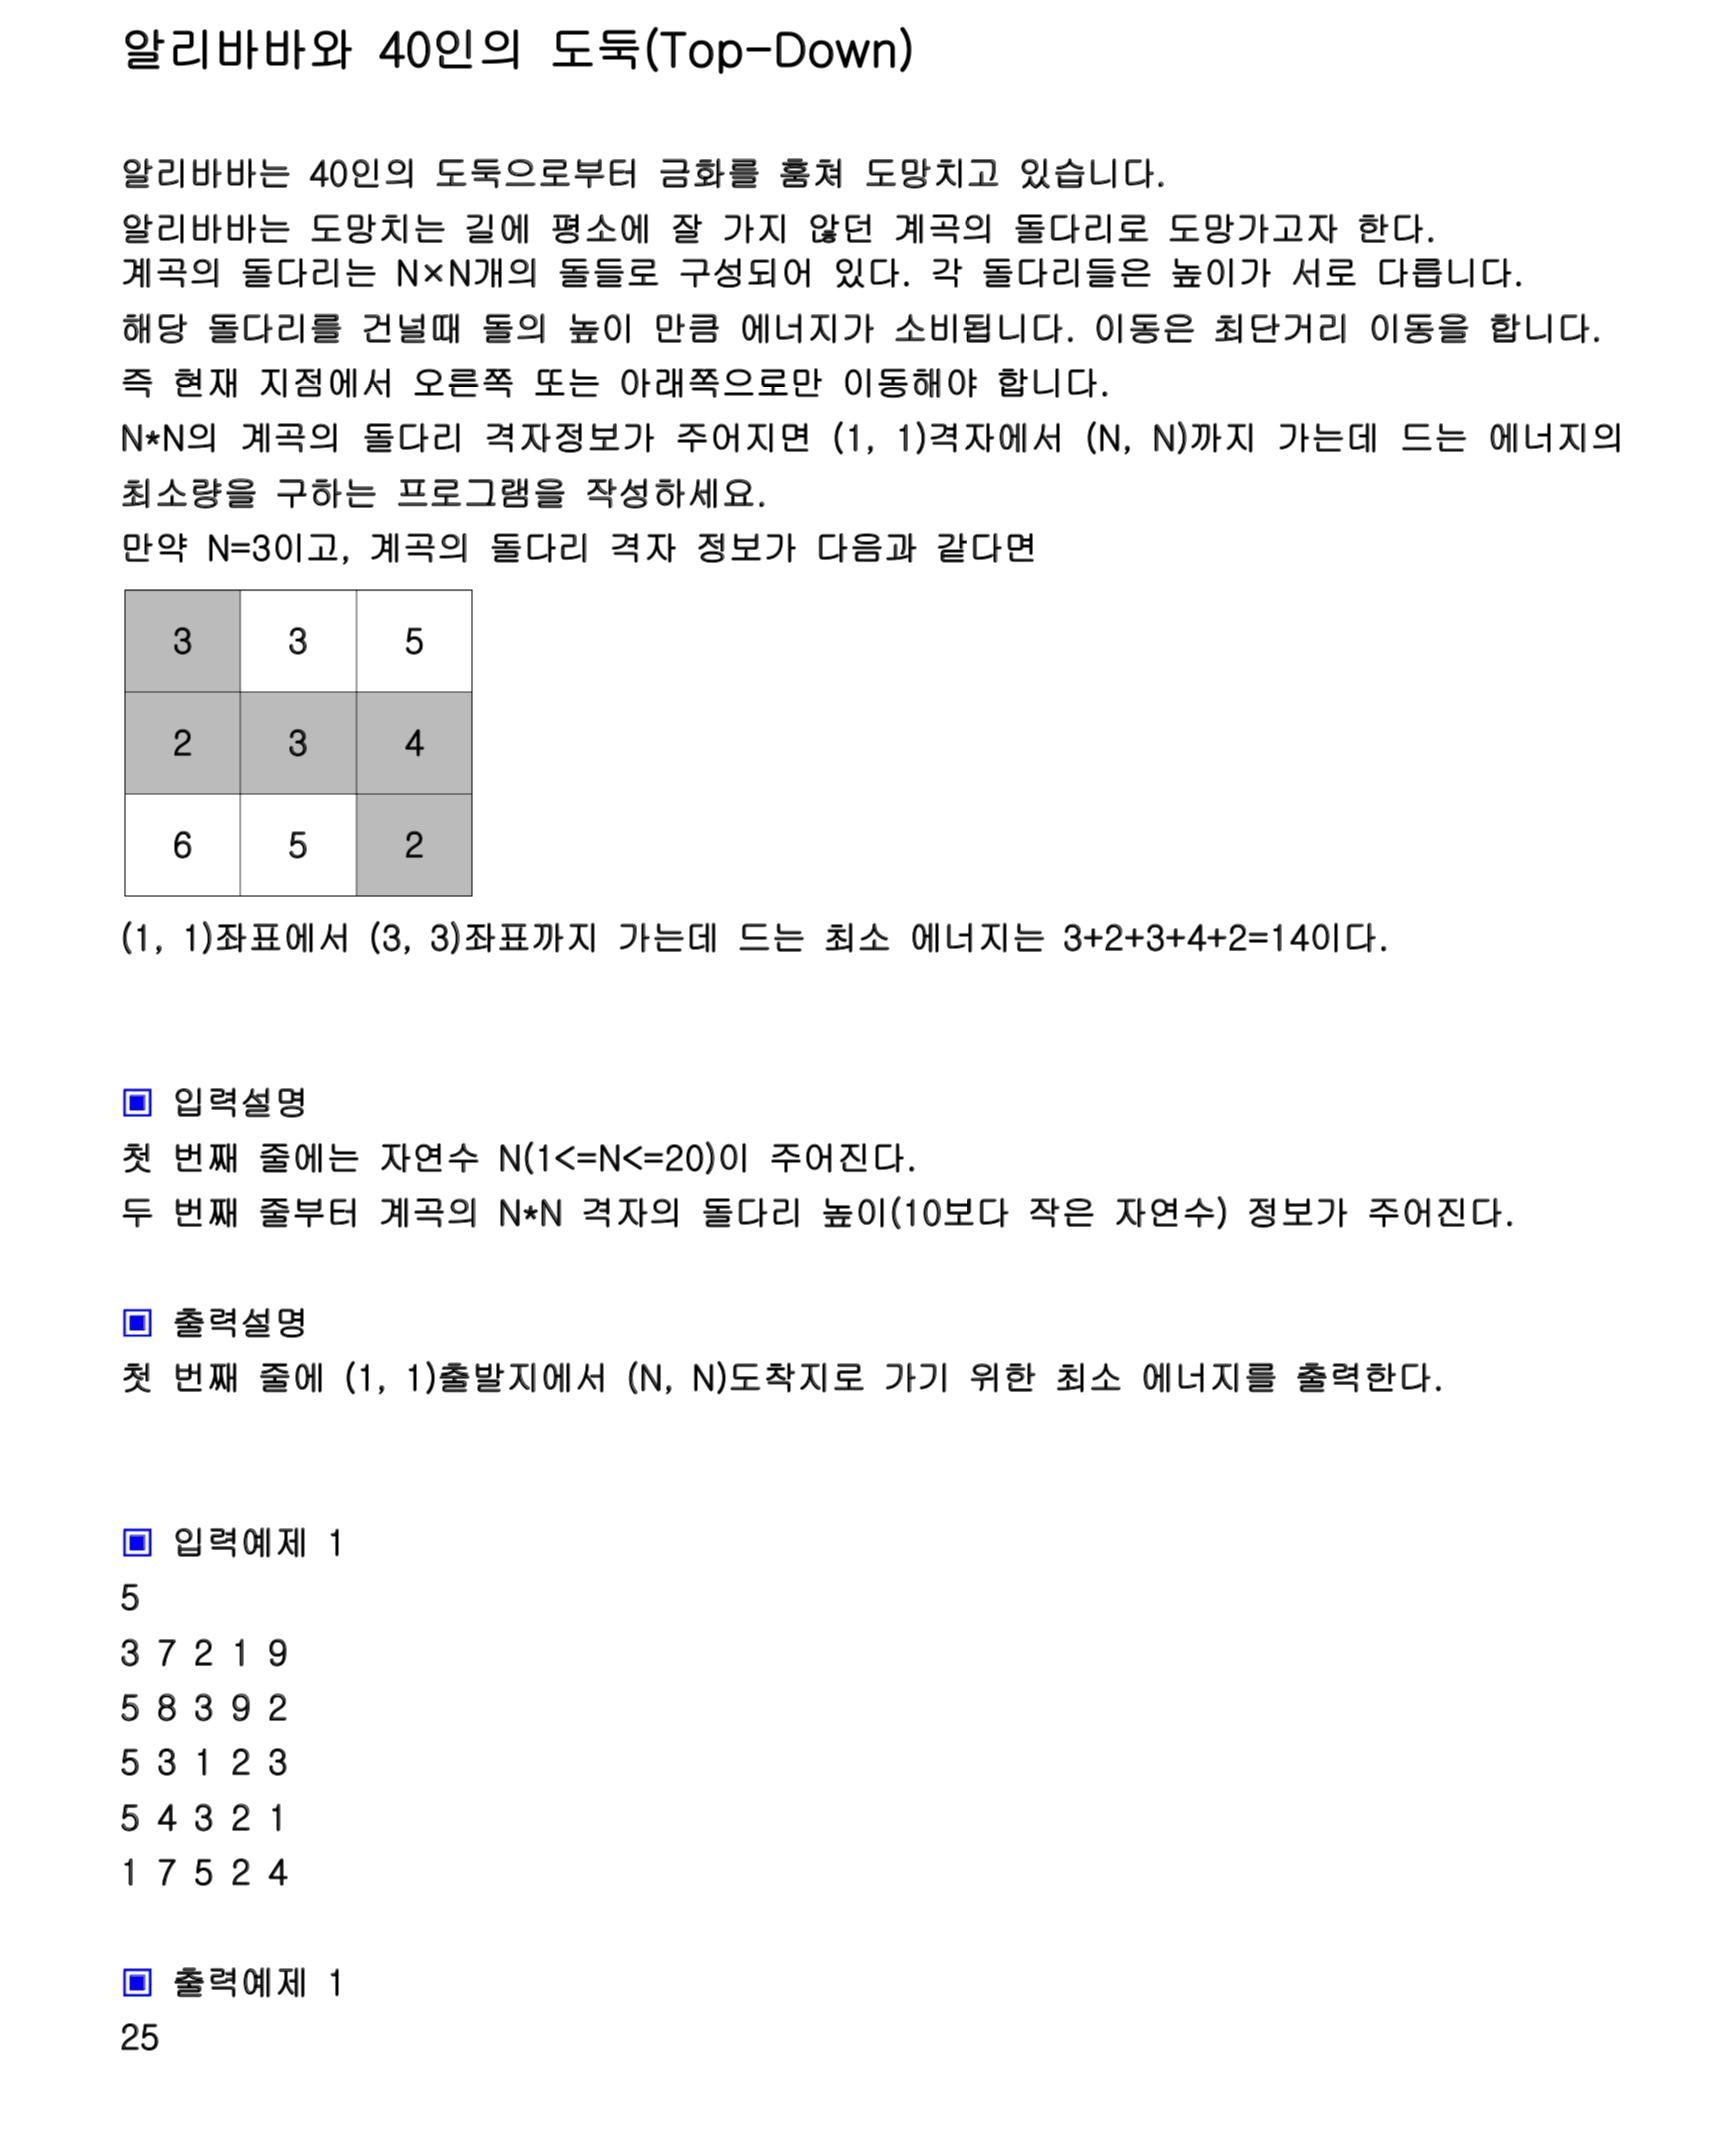 알리바바와 40인의 도둑(Top-Down)
알리바바는 40인의 도둑으로부터 금화를 훔쳐 도망치고 있습니다.
알리바바는 도망치는 길에 평소에 잘 가지 않던 계곡의 돌다리로 도망가고자 한다.
계곡의 돌다리는 N×N개의 돌들로 구성되어 있다. 각 돌다리들은 높이가 서로 다릅니다.
해당 돌다리를 건널때 돌의 높이 만큼 에너지가 소비됩니다. 이동은 최단거리 이동을 합니다.
즉 현재 지점에서 오른쪽 또는 아래쪽으로만 이동해야 합니다.
N*N의 계곡의 돌다리 격자정보가 주어지면 (1, 1)격자에서 (N, N)까지 가는데 드는 에너지의
최소량을 구하는 프로그램을 작성하세요.
만약 N=3이고, 계곡의 돌다리 격자 정보가 다음과 같다면
3 3 5
2 3 4
6 5 2
(1, 1)좌표에서 (3, 3)좌표까지 가는데 드는 최소 에너지는 3+2+3+4+2=14이다.
▣ 입력설명
첫 번째 줄에는 자연수 N(1<=N<=20)이 주어진다.
두 번째 줄부터 계곡의 N*N 격자의 돌다리 높이(10보다 작은 자연수) 정보가 주어진다.
▣ 출력설명
첫 번째 줄에 (1, 1)출발지에서 (N, N)도착지로 가기 위한 최소 에너지를 출력한다.
▣ 입력예제 1
5
3 7 2 1 9
5 8 3 9 2
5 3 1 2 3
5 4 3 2 1
1 7 5 2 4
▣ 출력예제 1
25